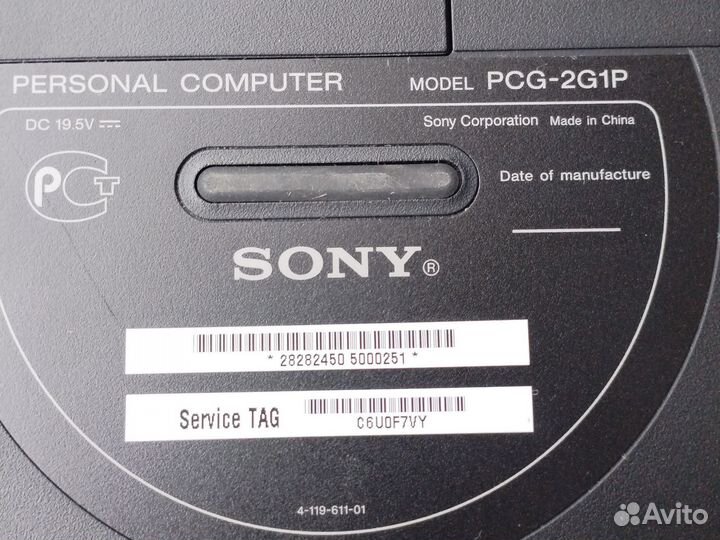 PERSONAL COMPUTER MODEL PCG-2G1P
DC 19.5V ⎓ Sony Corporation Made in China
РСТ
Date of manufacture
SONY®
* 28282450 5000251 *
Service TAG C6U0F7VY
4-119-611-01
Avito